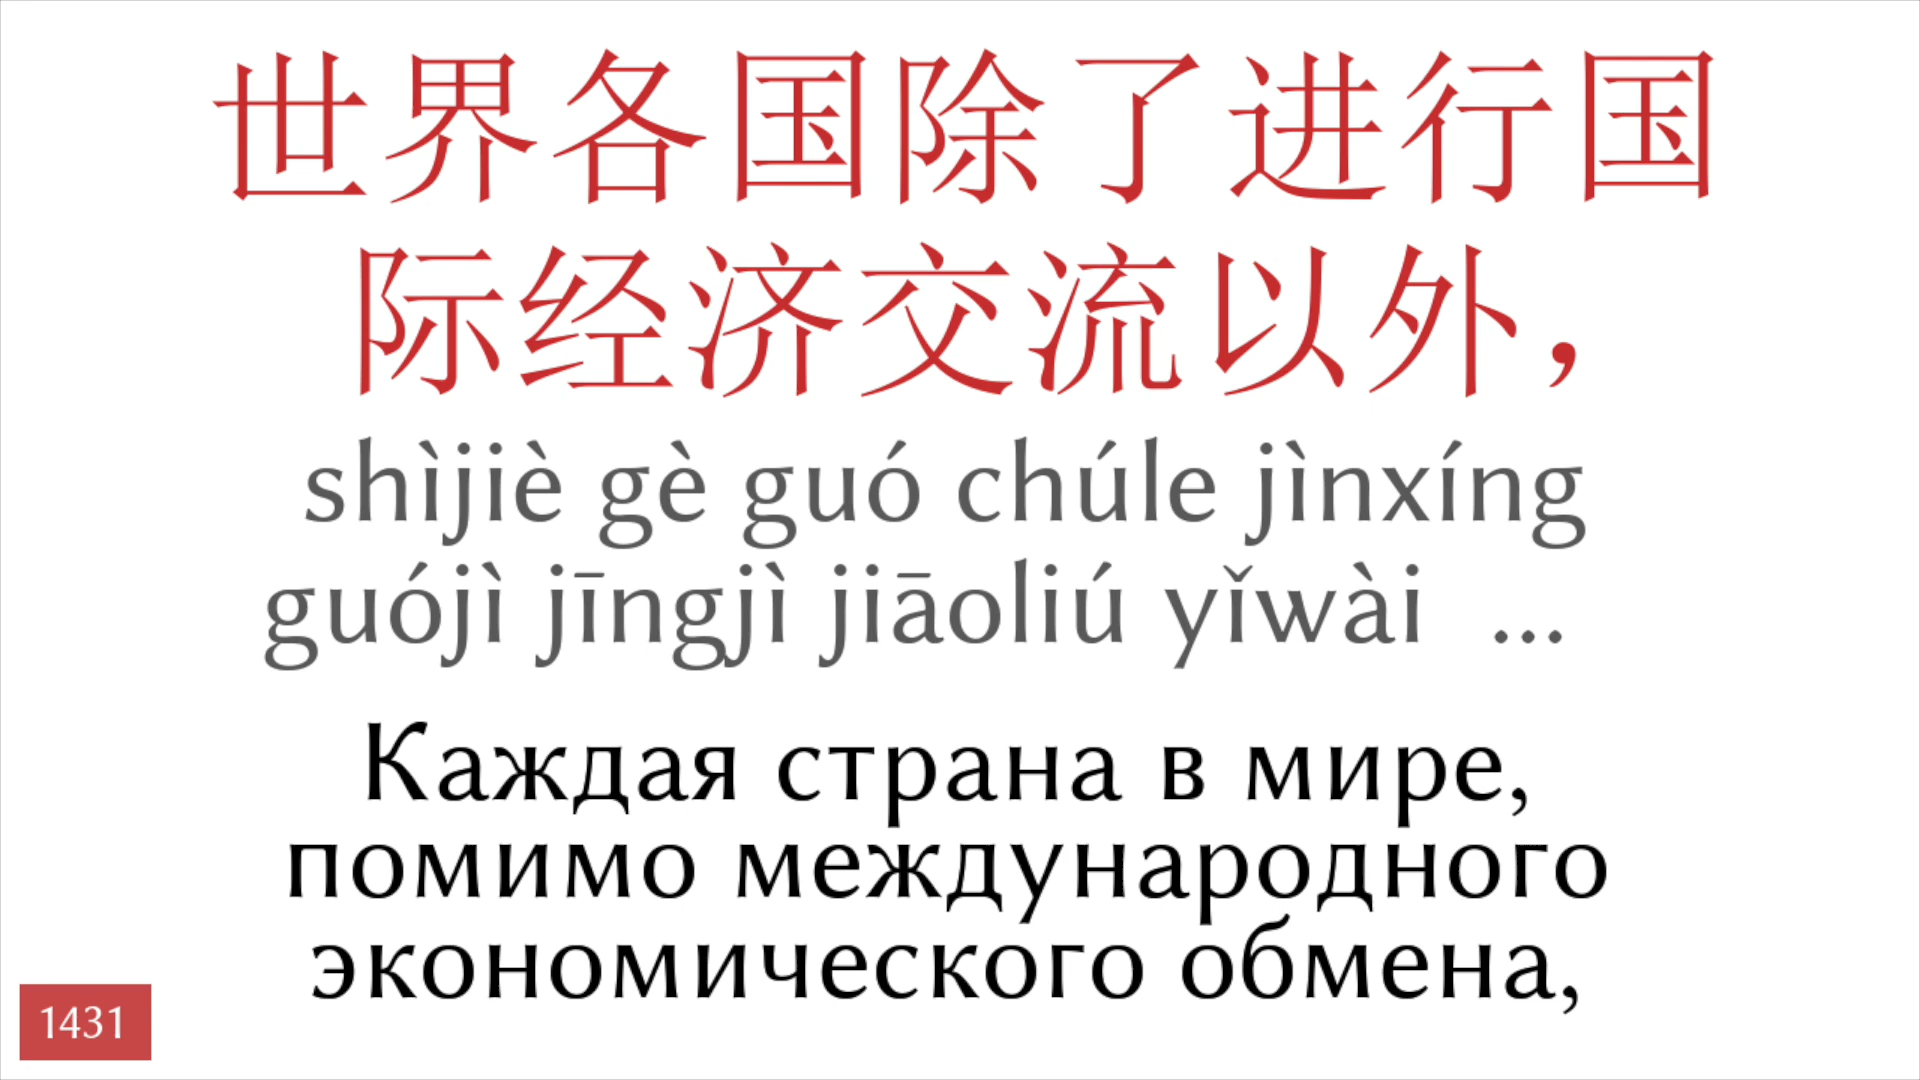 世界各国除了进行国
际经济交流以外，
shìjiè gè guó chúle jìnxíng
guójì jīngjì jiāoliú yǐwài ...
Каждая страна в мире,
помимо международного
экономического обмена,
1431